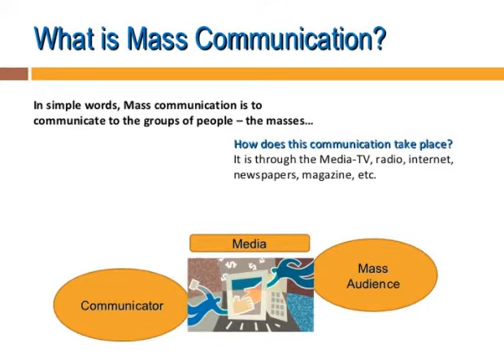 What is Mass Communication?
In simple words, Mass communication is to
communicate to the groups of people – the masses…
How does this communication take place?
It is through the Media-TV, radio, internet,
newspapers, magazine, etc.
Media
Mass
Audience
Communicator